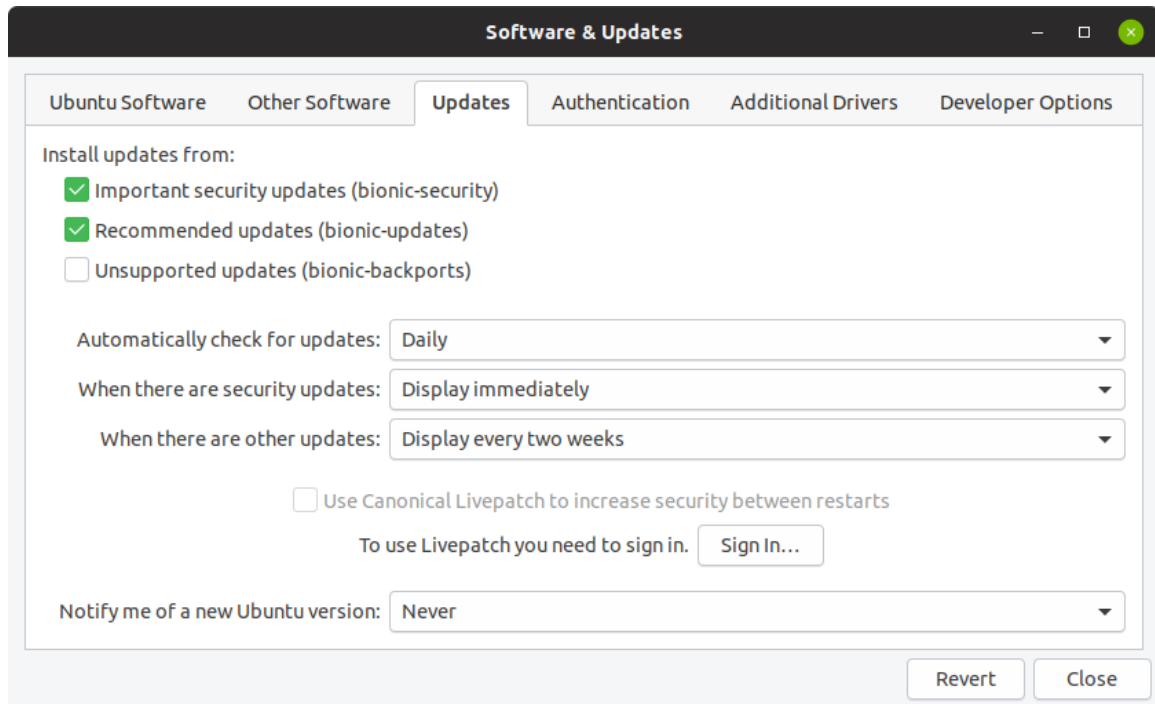 Software & Updates
Ubuntu Software Other Software Updates Authentication Additional Drivers Developer Options
Install updates from:
Important security updates (bionic-security)
Recommended updates (bionic-updates)
Unsupported updates (bionic-backports)
Automatically check for updates: Daily
When there are security updates: Display immediately
When there are other updates: Display every two weeks
Use Canonical Livepatch to increase security between restarts
To use Livepatch you need to sign in. Sign In…
Notify me of a new Ubuntu version: Never
Revert Close